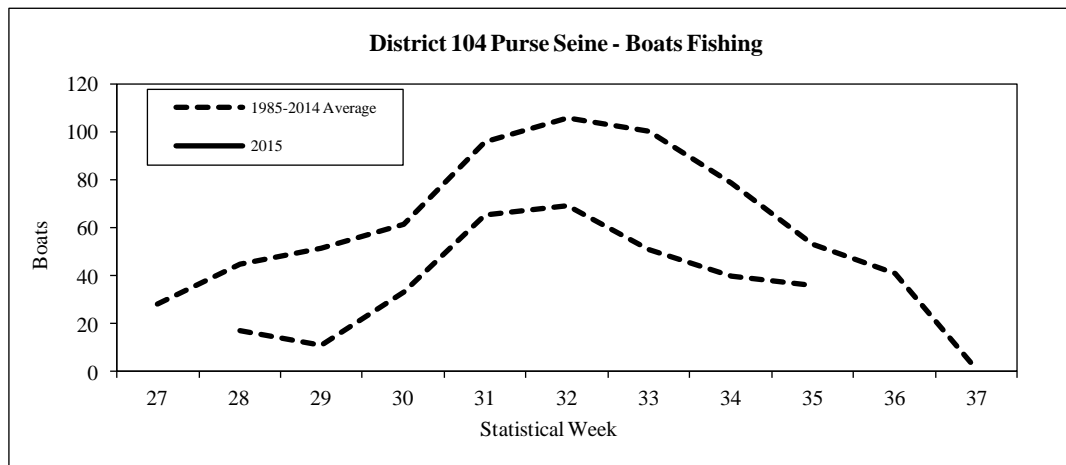 District 104 Purse Seine - Boats Fishing
120
100
80
60
40
20
0
Boats
1985-2014 Average
2015
27 28 29 30 31 32 33 34 35 36 37
Statistical Week